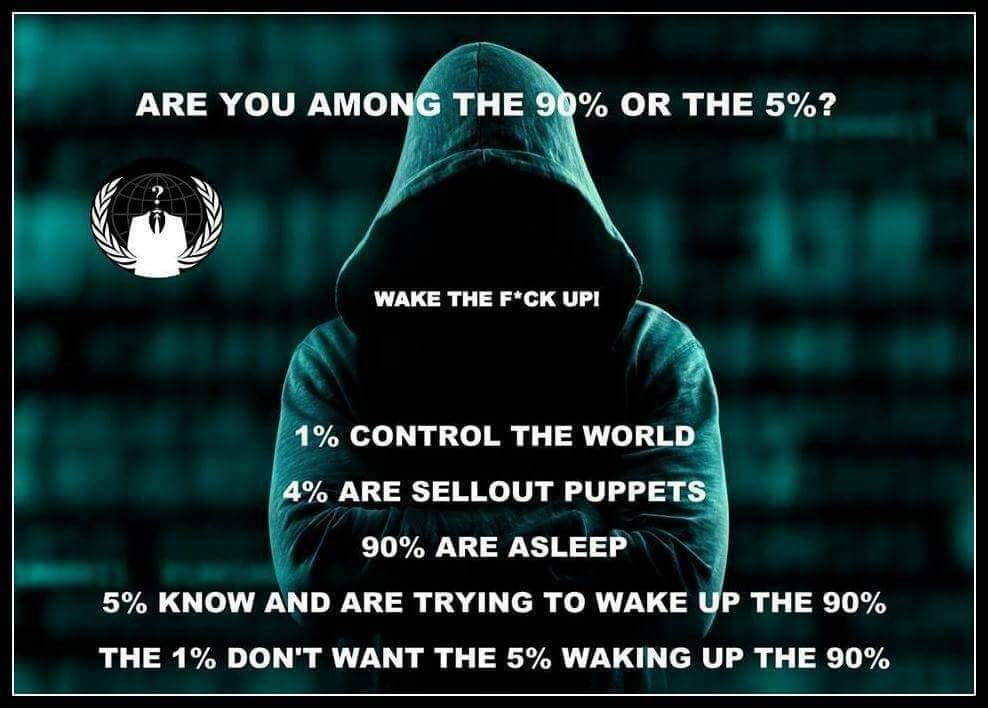 ARE YOU AMONG THE 90% OR THE 5%?
?
WAKE THE F*CK UP!
1% CONTROL THE WORLD
4% ARE SELLOUT PUPPETS
90% ARE ASLEEP
5% KNOW AND ARE TRYING TO WAKE UP THE 90%
THE 1% DON'T WANT THE 5% WAKING UP THE 90%